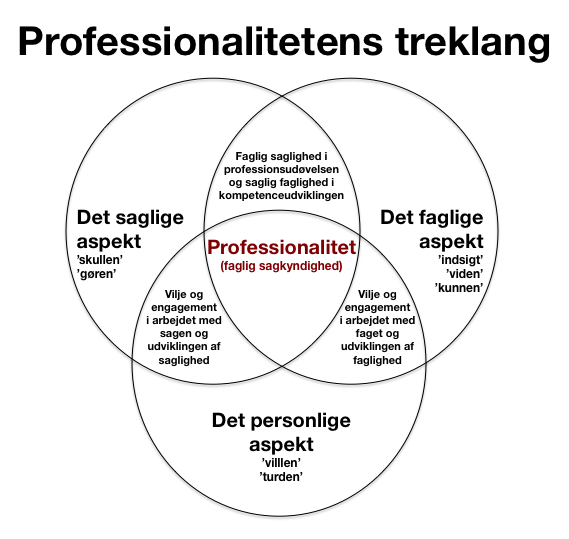 Professionalitetens treklang
Faglig saglighed i
professionsudøvelsen
og saglig faglighed i
kompetenceudviklingen
Det saglige
aspekt
’skullen’
’gøren’
Det faglige
aspekt
’indsigt’
’viden’
’kunnen’
Professionalitet
(faglig sagkyndighed)
Vilje og
engagement
i arbejdet med
sagen og
udviklingen af
saglighed
Vilje og
engagement
i arbejdet med
faget og
udviklingen af
faglighed
Det personlige
aspekt
’villlen’
’turden’